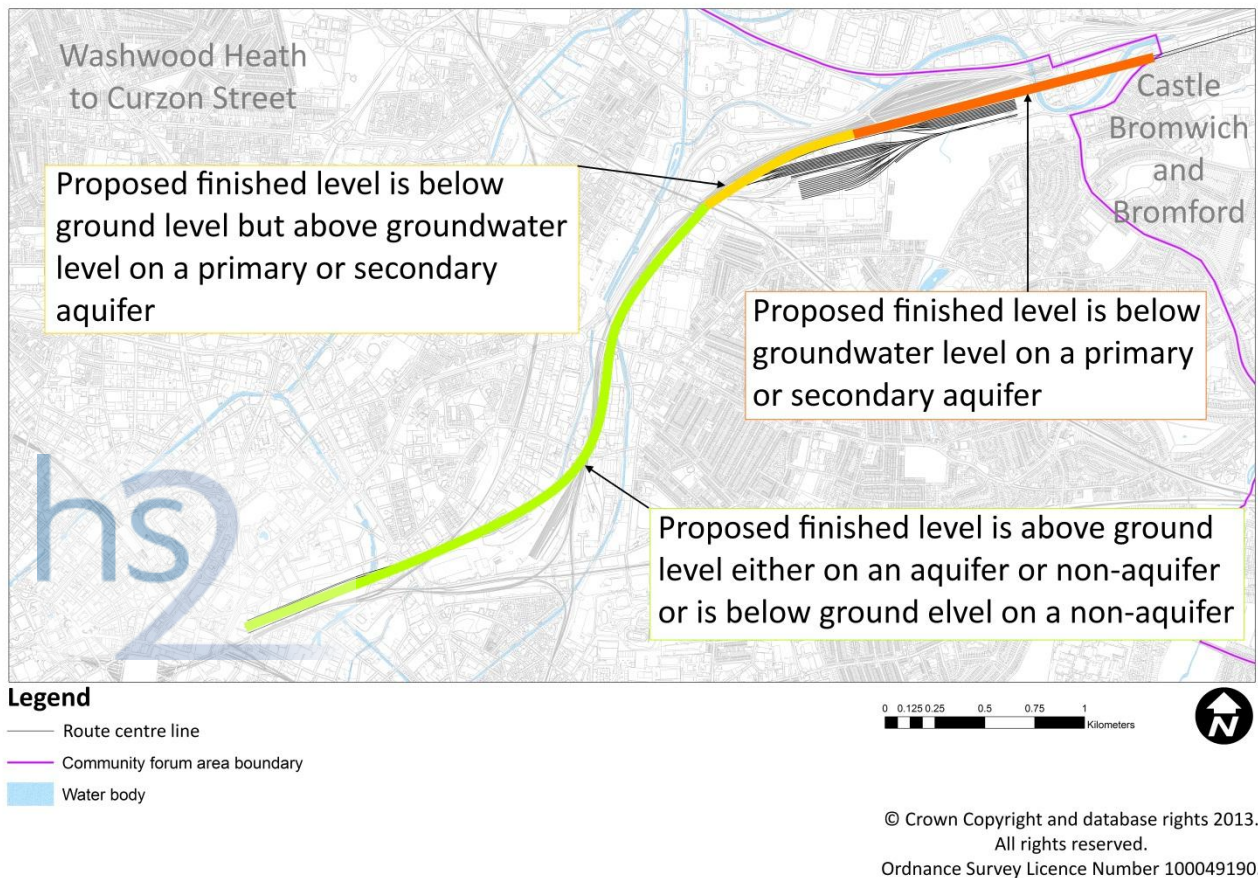 Washwood Heath
to Curzon Street
Castle
Bromwich
and
Bromford
Proposed finished level is below
ground level but above groundwater
level on a primary or secondary
aquifer
Proposed finished level is below
groundwater level on a primary
or secondary aquifer
Proposed finished level is above ground
level either on an aquifer or non-aquifer
or is below ground elvel on a non-aquifer
hs2
Legend
Route centre line
Community forum area boundary
Water body
0 0.125 0.25 0.5 0.75 1
Kilometers
N
© Crown Copyright and database rights 2013.
All rights reserved.
Ordnance Survey Licence Number 100049190